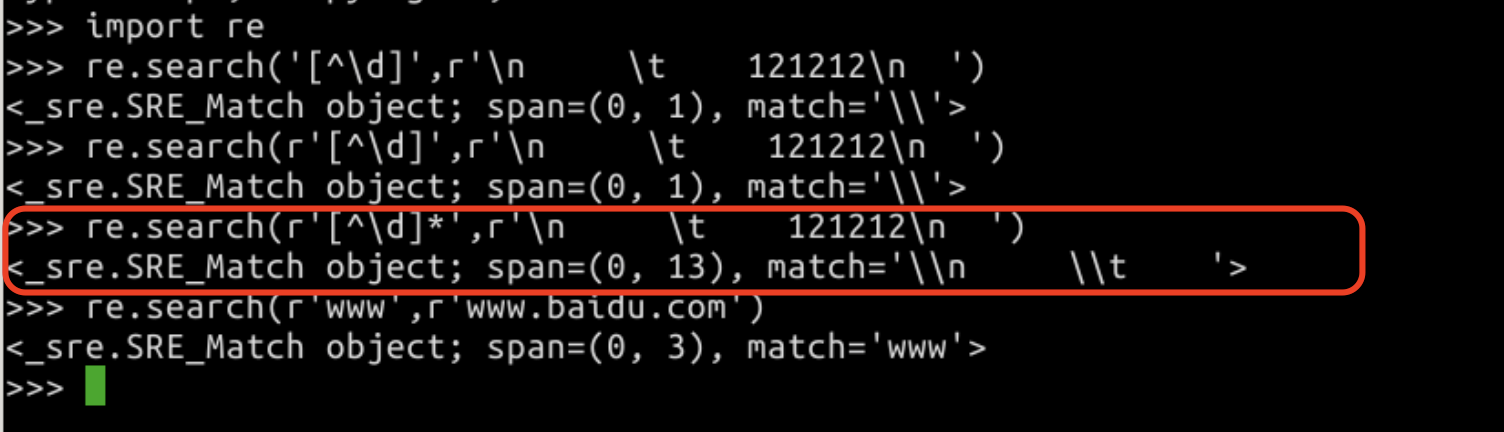 >>> import re
>>> re.search('[^\d]',r'\n     \t    121212\n  ')
<_sre.SRE_Match object; span=(0, 1), match='\\'>
>>> re.search(r'[^\d]',r'\n     \t    121212\n  ')
<_sre.SRE_Match object; span=(0, 1), match='\\'>
>>> re.search(r'[^\d]*',r'\n     \t    121212\n  ')
<_sre.SRE_Match object; span=(0, 13), match='\\n     \\t    '>
>>> re.search(r'www',r'www.baidu.com')
<_sre.SRE_Match object; span=(0, 3), match='www'>
>>>